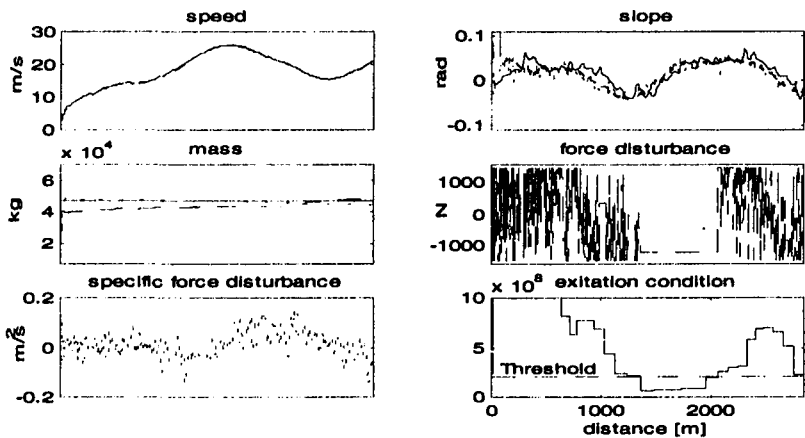 speed
30
20
10
0
m/s
slope
0.1
0
-0.1
rad
mass
x 10^4
6
4
2
kg
force disturbance
1000
0
-1000
N
specific force disturbance
0.2
0
-0.2
m/s^2
x 10^8 exitation condition
10
5
0
Threshold
0 1000 2000
distance [m]